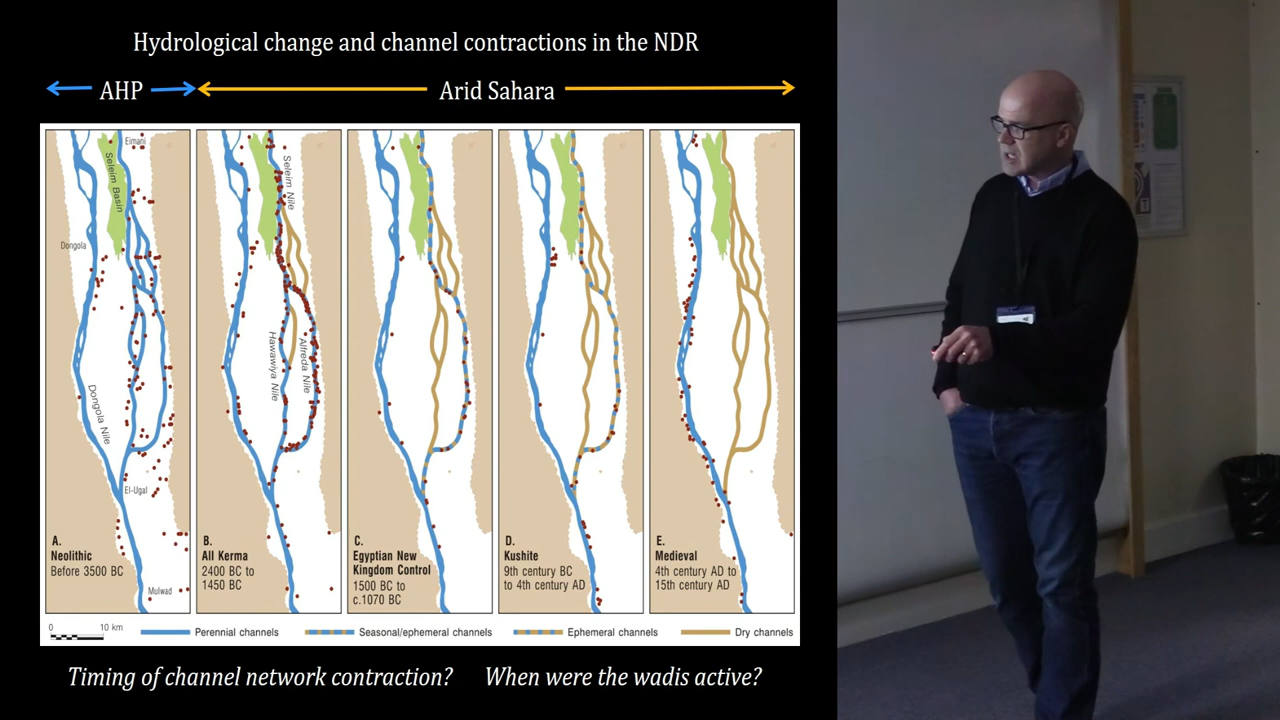 Hydrological change and channel contractions in the NDR
AHP
Arid Sahara
Eimani
Seleim Basin
Dongola
Dongola Nile
El-Ugal
Mulwad
A.
Neolithic
Before 3500 BC
Seleim Nile
Hawawiya Nile
Alfreda Nile
B.
All Kerma
2400 BC to
1450 BC
C.
Egyptian New
Kingdom Control
1500 BC to
c.1070 BC
D.
Kushite
9th century BC
to 4th century AD
E.
Medieval
4th century AD to
15th century AD
0 10 km
Perennial channels
Seasonal/ephemeral channels
Ephemeral channels
Dry channels
Timing of channel network contraction? When were the wadis active?